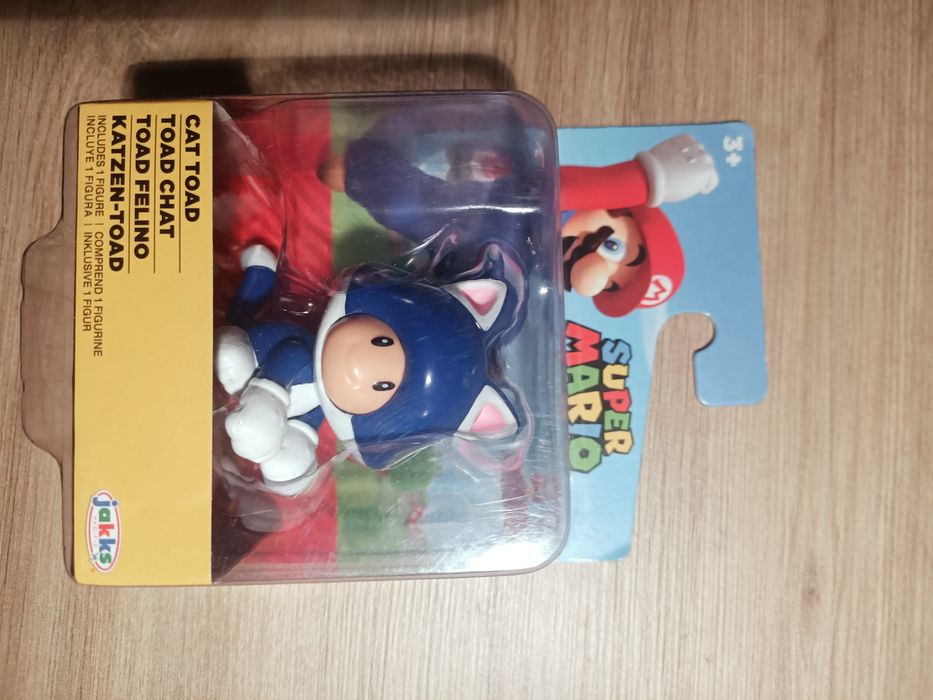 3+
SUPER
MARIO
CAT TOAD
TOAD CHAT
TOAD FELINO
KATZEN-TOAD
INCLUDES 1 FIGURE | COMPREND 1 FIGURINE
INCLUYE 1 FIGURA | INKLUSIVE 1 FIGUR
jakks
PACIFIC
M